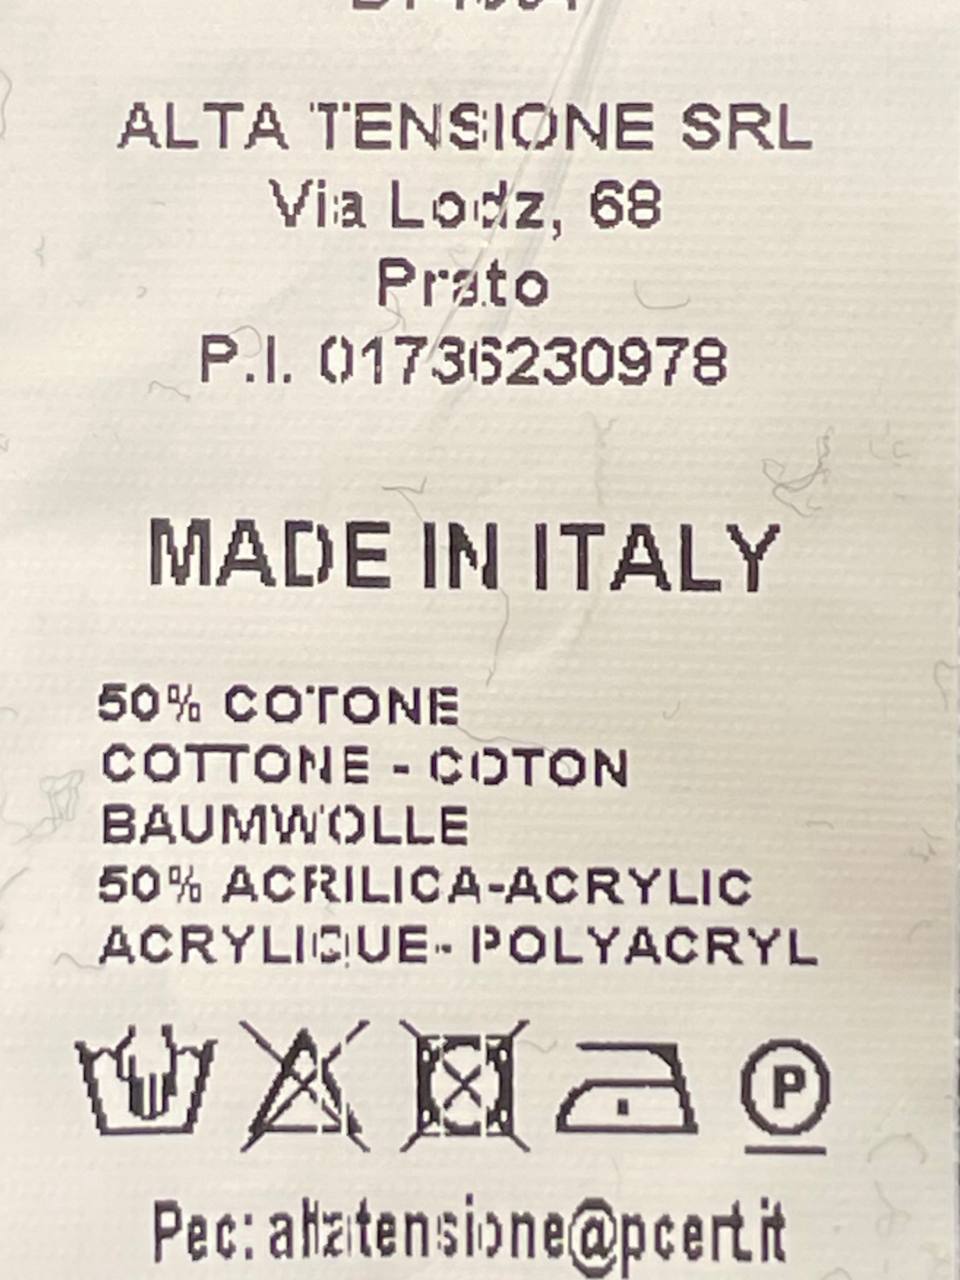 ALTA TENSIONE SRL
Via Lodz, 68
Prato
P.I. 01736230978
MADE IN ITALY
50% COTONE
COTTONE - COTON
BAUMWOLLE
50% ACRILICA-ACRYLIC
ACRYLIQUE- POLYACRYL
P
Pec: altatensione@pcert.it